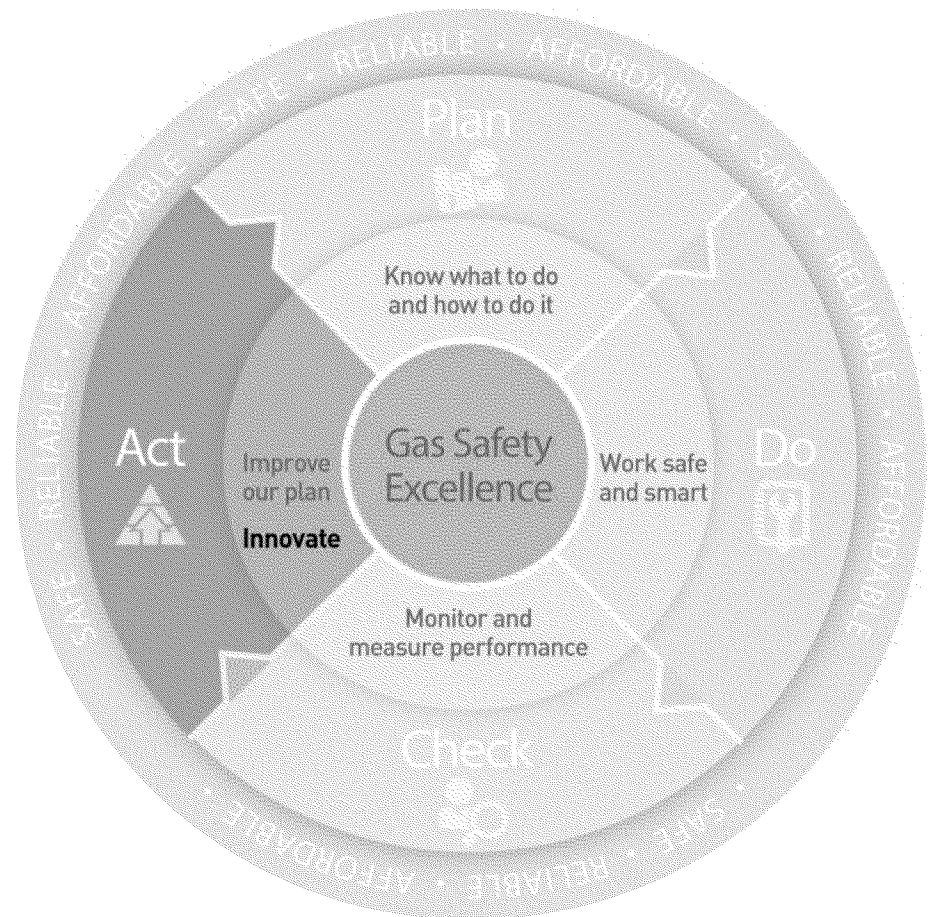 SAFE • RELIABLE • AFFORDABLE • SAFE • RELIABLE • AFFORDABLE • SAFE • RELIABLE • AFFORDABLE
SAFE • RELIABLE • AFFORDABLE •
Plan
Know what to do
and how to do it
Act
Improve
our plan
Innovate
Gas Safety
Excellence
Work safe
and smart
Do
Monitor and
measure performance
Check